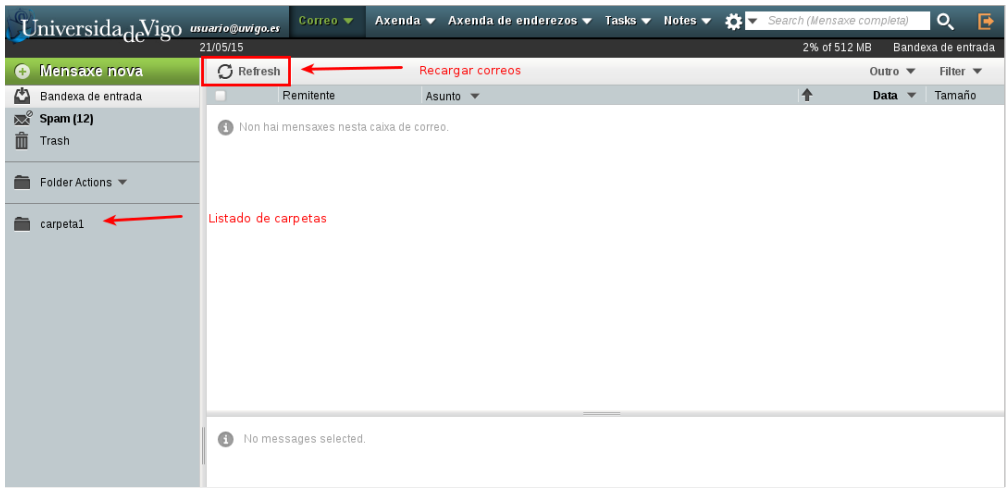 Universidade Vigo usuario@uvigo.es Correo Axenda Axenda de enderezos Tasks Notes Search (Mensaxe completa)
21/05/15 2% of 512 MB Bandexa de entrada
Mensaxe nova Refresh Recargar correos Outro Filter
Bandexa de entrada Remitente Asunto Data Tamaño
Spam (12) Non hai mensaxes nesta caixa de correo.
Trash
Folder Actions
carpeta1 Listado de carpetas
No messages selected.